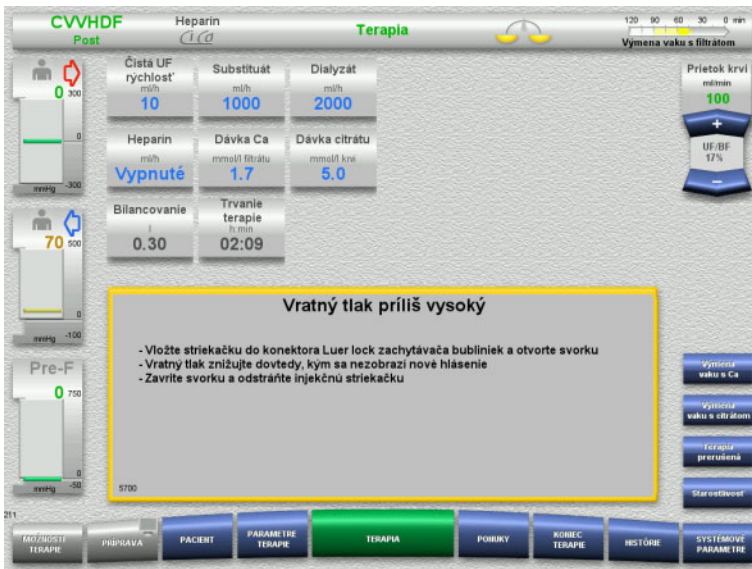 CVVHDF
Post
Heparin
Ci Ca
Terapia
120 90 60 30 0 min
Výmena vaku s filtrátom
0 300
0
mmHg -300
70 500
0
mmHg -100
Pre-F
0 750
0
mmHg -50
211
Čistá UF
rýchlosť
ml/h
10
Substituát
ml/h
1000
Dialyzát
ml/h
2000
Heparin
ml/h
Vypnuté
Dávka Ca
mmol/l filtrátu
1.7
Dávka citrátu
mmol/l krvi
5.0
Bilancovanie
l
0.30
Trvanie
terapie
h:min
02:09
Prietok krvi
ml/min
100
+
UF/BF
17%
–
Vratný tlak príliš vysoký
- Vložte striekačku do konektora Luer lock zachytávača bubliniek a otvorte svorku
- Vratný tlak znižujte dovtedy, kým sa nezobrazí nové hlásenie
- Zavrite svorku a odstráňte injekčnú striekačku
5700
Výmena
vaku s Ca
Výmena
vaku s citrátom
Terapia
prerušená
Starostlivosť
MOŽNOSTI
TERAPIE
PRÍPRAVA
PACIENT
PARAMETRE
TERAPIE
TERAPIA
PONUKY
KONIEC
TERAPIE
HISTÓRIE
SYSTÉMOVÉ
PARAMETRE